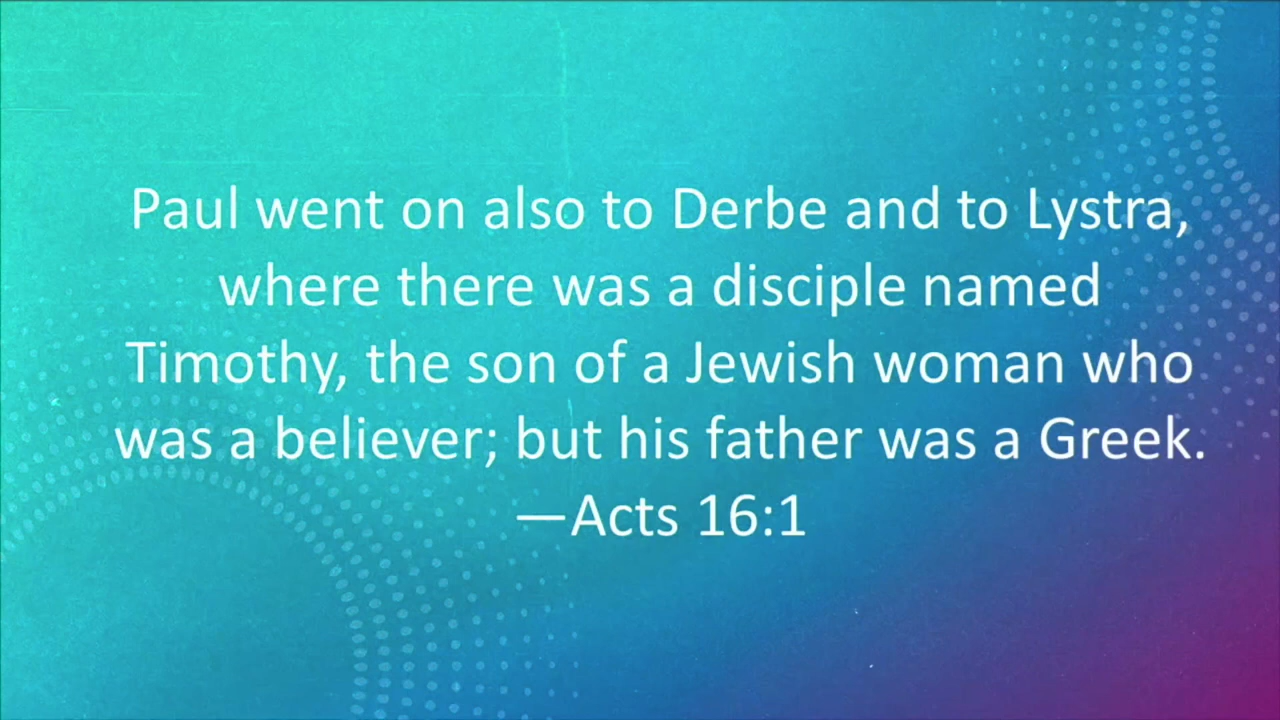 Paul went on also to Derbe and to Lystra,
where there was a disciple named
Timothy, the son of a Jewish woman who
was a believer; but his father was a Greek.
—Acts 16:1